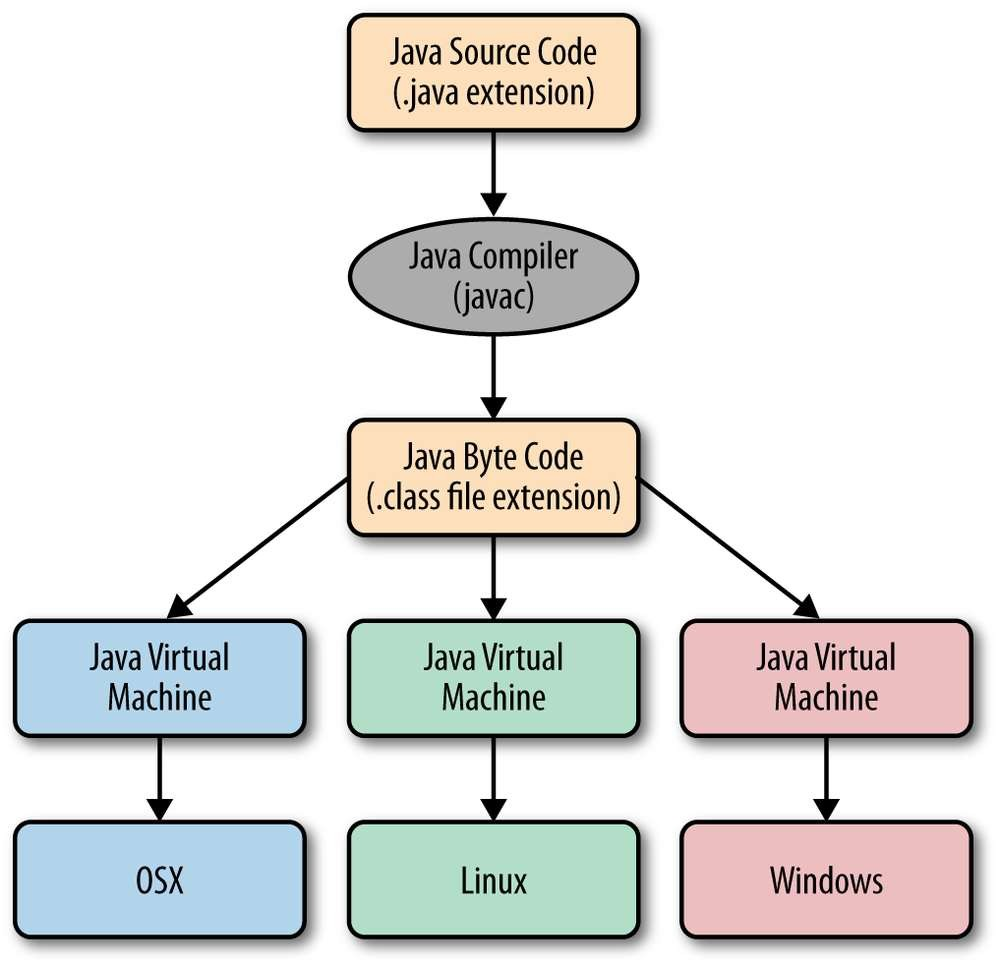 Java Source Code
(.java extension)
Java Compiler
(javac)
Java Byte Code
(.class file extension)
Java Virtual
Machine
Java Virtual
Machine
Java Virtual
Machine
OSX
Linux
Windows